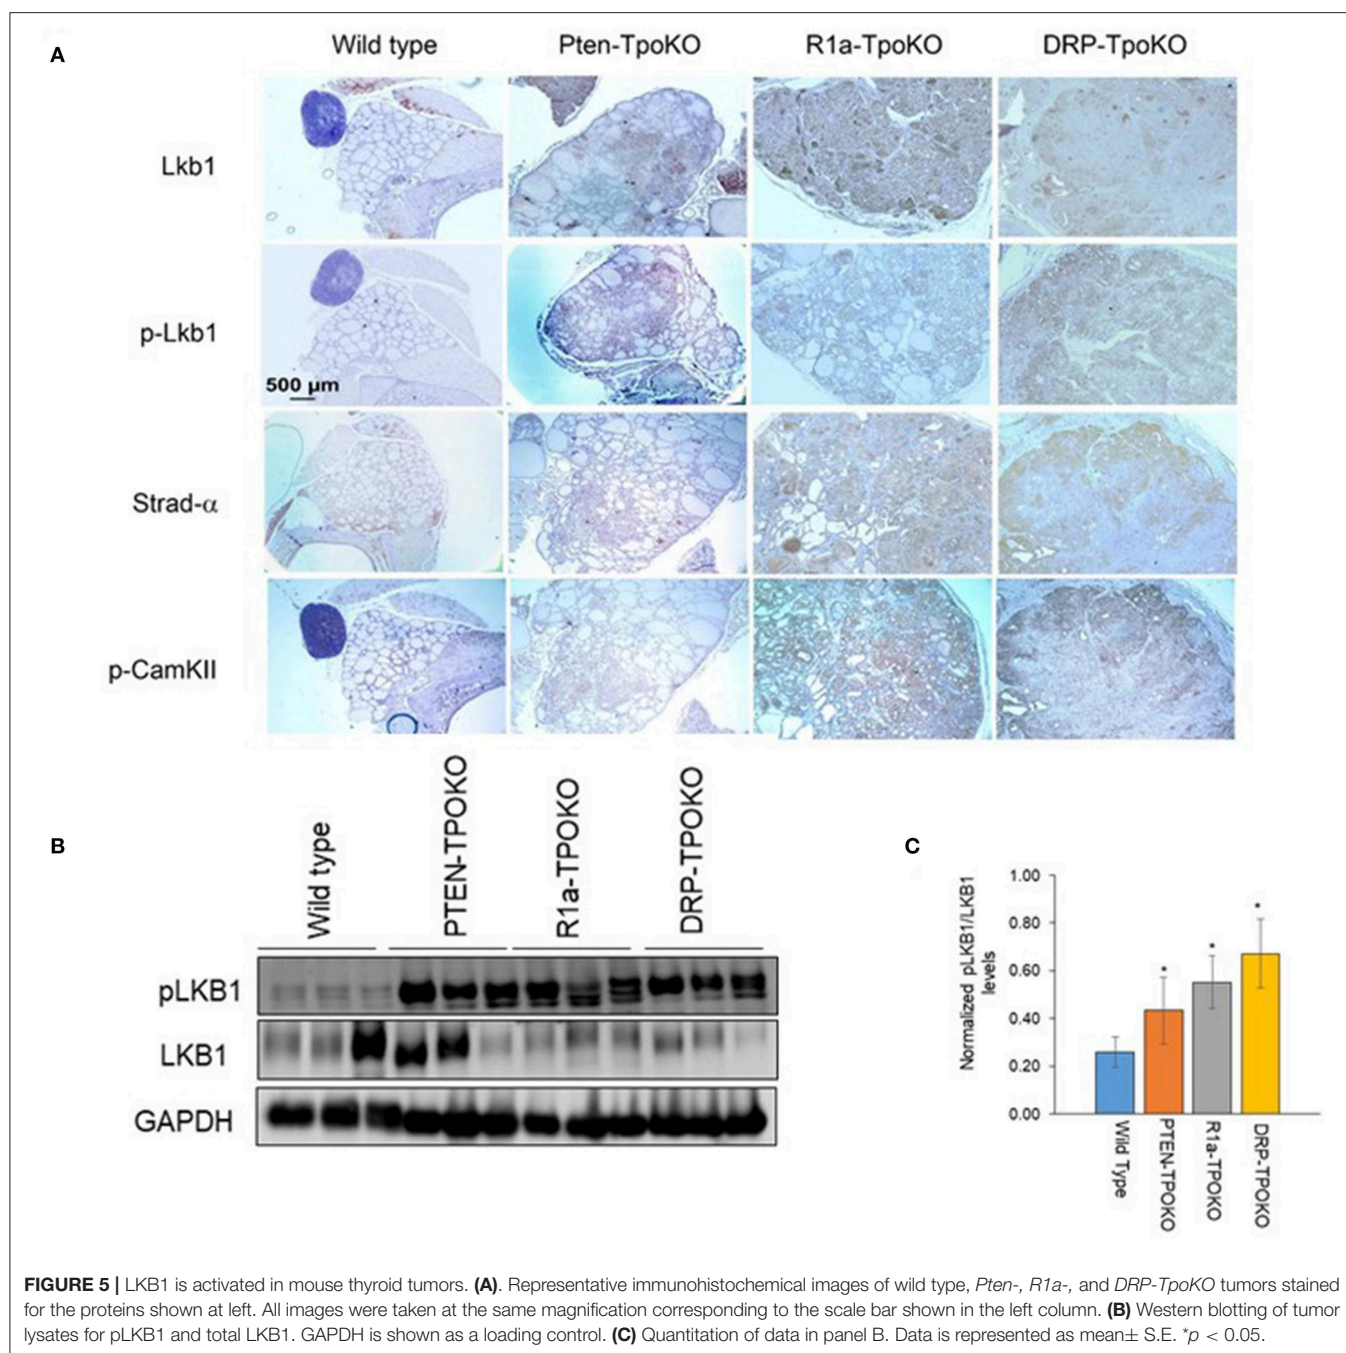 A
Wild type
Pten-TpoKO
R1a-TpoKO
DRP-TpoKO
Lkb1
p-Lkb1
500 µm
Strad-α
p-CamKII
B
Wild type
PTEN-TPOKO
R1a-TPOKO
DRP-TPOKO
pLKB1
LKB1
GAPDH
C
Normalized pLKB1/LKB1
levels
1.00
0.80
0.60
0.40
0.20
0.00
*
*
*
Wild Type
PTEN-TPOKO
R1a-TPOKO
DRP-TPOKO
FIGURE 5 | LKB1 is activated in mouse thyroid tumors. (A). Representative immunohistochemical images of wild type, Pten-, R1a-, and DRP-TpoKO tumors stained
for the proteins shown at left. All images were taken at the same magnification corresponding to the scale bar shown in the left column. (B) Western blotting of tumor
lysates for pLKB1 and total LKB1. GAPDH is shown as a loading control. (C) Quantitation of data in panel B. Data is represented as mean± S.E. *p < 0.05.